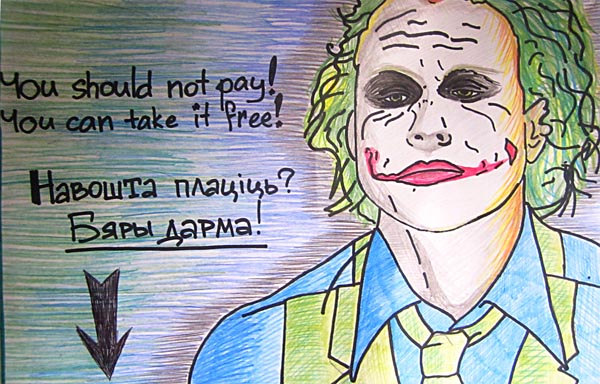 You should not pay!
You can take it free!
Навошта плаціць?
Бяры дарма!